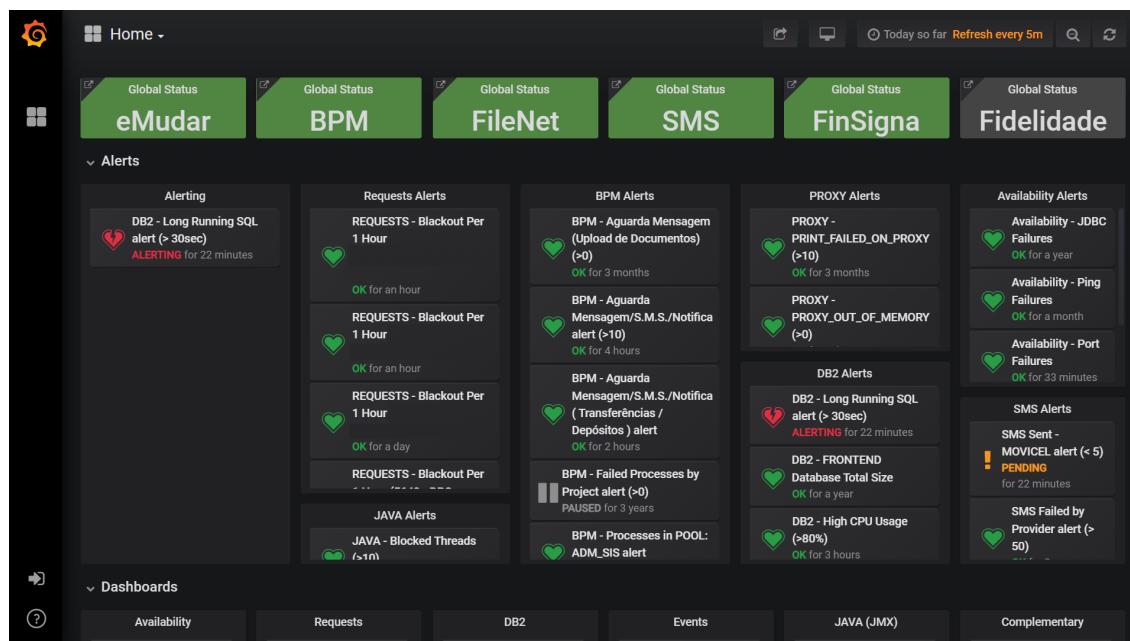 Home
Today so far Refresh every 5m
Global Status
eMudar
Global Status
BPM
Global Status
FileNet
Global Status
SMS
Global Status
FinSigna
Global Status
Fidelidade
Alerts
Alerting
DB2 - Long Running SQL
alert (> 30sec)
ALERTING for 22 minutes
Requests Alerts
REQUESTS - Blackout Per
1 Hour
OK for an hour
REQUESTS - Blackout Per
1 Hour
OK for an hour
REQUESTS - Blackout Per
1 Hour
OK for a day
REQUESTS - Blackout Per
JAVA Alerts
JAVA - Blocked Threads
(>10)
BPM Alerts
BPM - Aguarda Mensagem
(Upload de Documentos)
(>0)
OK for 3 months
BPM - Aguarda
Mensagem/S.M.S./Notifica
alert (>10)
OK for 4 hours
BPM - Aguarda
Mensagem/S.M.S./Notifica
( Transferências /
Depósitos ) alert
OK for 2 hours
BPM - Failed Processes by
Project alert (>0)
PAUSED for 3 years
BPM - Processes in POOL:
ADM_SIS alert
PROXY Alerts
PROXY -
PRINT_FAILED_ON_PROXY
(>10)
OK for 3 months
PROXY -
PROXY_OUT_OF_MEMORY
(>0)
DB2 Alerts
DB2 - Long Running SQL
alert (> 30sec)
ALERTING for 22 minutes
DB2 - FRONTEND
Database Total Size
OK for a year
DB2 - High CPU Usage
(>80%)
OK for 3 hours
Availability Alerts
Availability - JDBC
Failures
OK for a year
Availability - Ping
Failures
OK for a month
Availability - Port
Failures
OK for 33 minutes
SMS Alerts
SMS Sent -
MOVICEL alert (< 5)
PENDING
for 22 minutes
SMS Failed by
Provider alert (>
50)
Dashboards
Availability
Requests
DB2
Events
JAVA (JMX)
Complementary